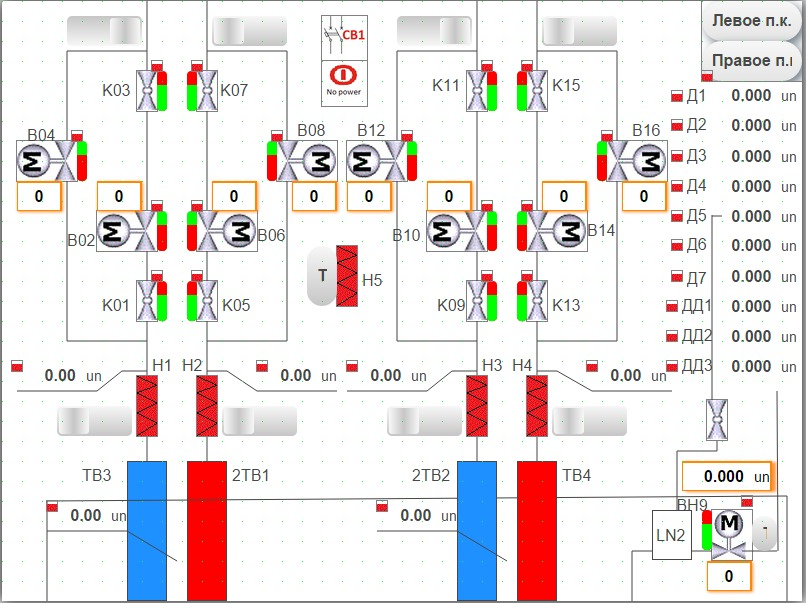 Левое п.к.
CB1
Правое п.
No power
K03
K07
K11
K15
Д1 0.000 un
Д2 0.000 un
Д3 0.000 un
Д4 0.000 un
Д5 0.000 un
Д6 0.000 un
Д7 0.000 un
ДД1 0.000 un
ДД2 0.000 un
ДД3 0.000 un
B04
B08
B12
B16
M
M
M
M
0
0
0
0
0
0
0
0
B02
M
M
B06
B10
M
M
B14
T
H5
K01
K05
K09
K13
0.00 un
H1
H2
0.00 un
0.00 un
H3
H4
0.00 un
TB3
2TB1
2TB2
TB4
0.000 un
0.00 un
0.00 un
BH9
LN2
M
0